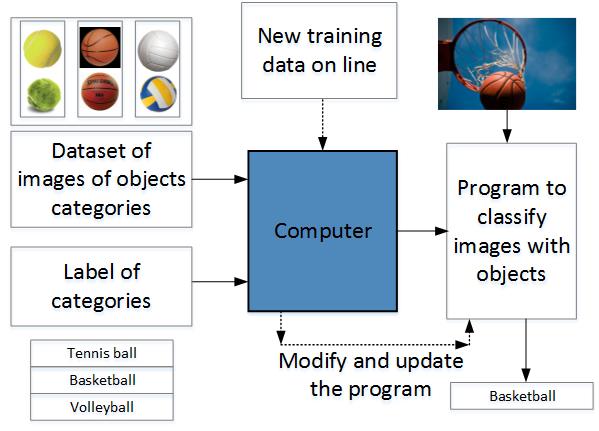 New training
data on line
Dataset of
images of objects
categories
Computer
Program to
classify
images with
objects
Label of
categories
Modify and update
the program
Tennis ball
Basketball
Volleyball
Basketball